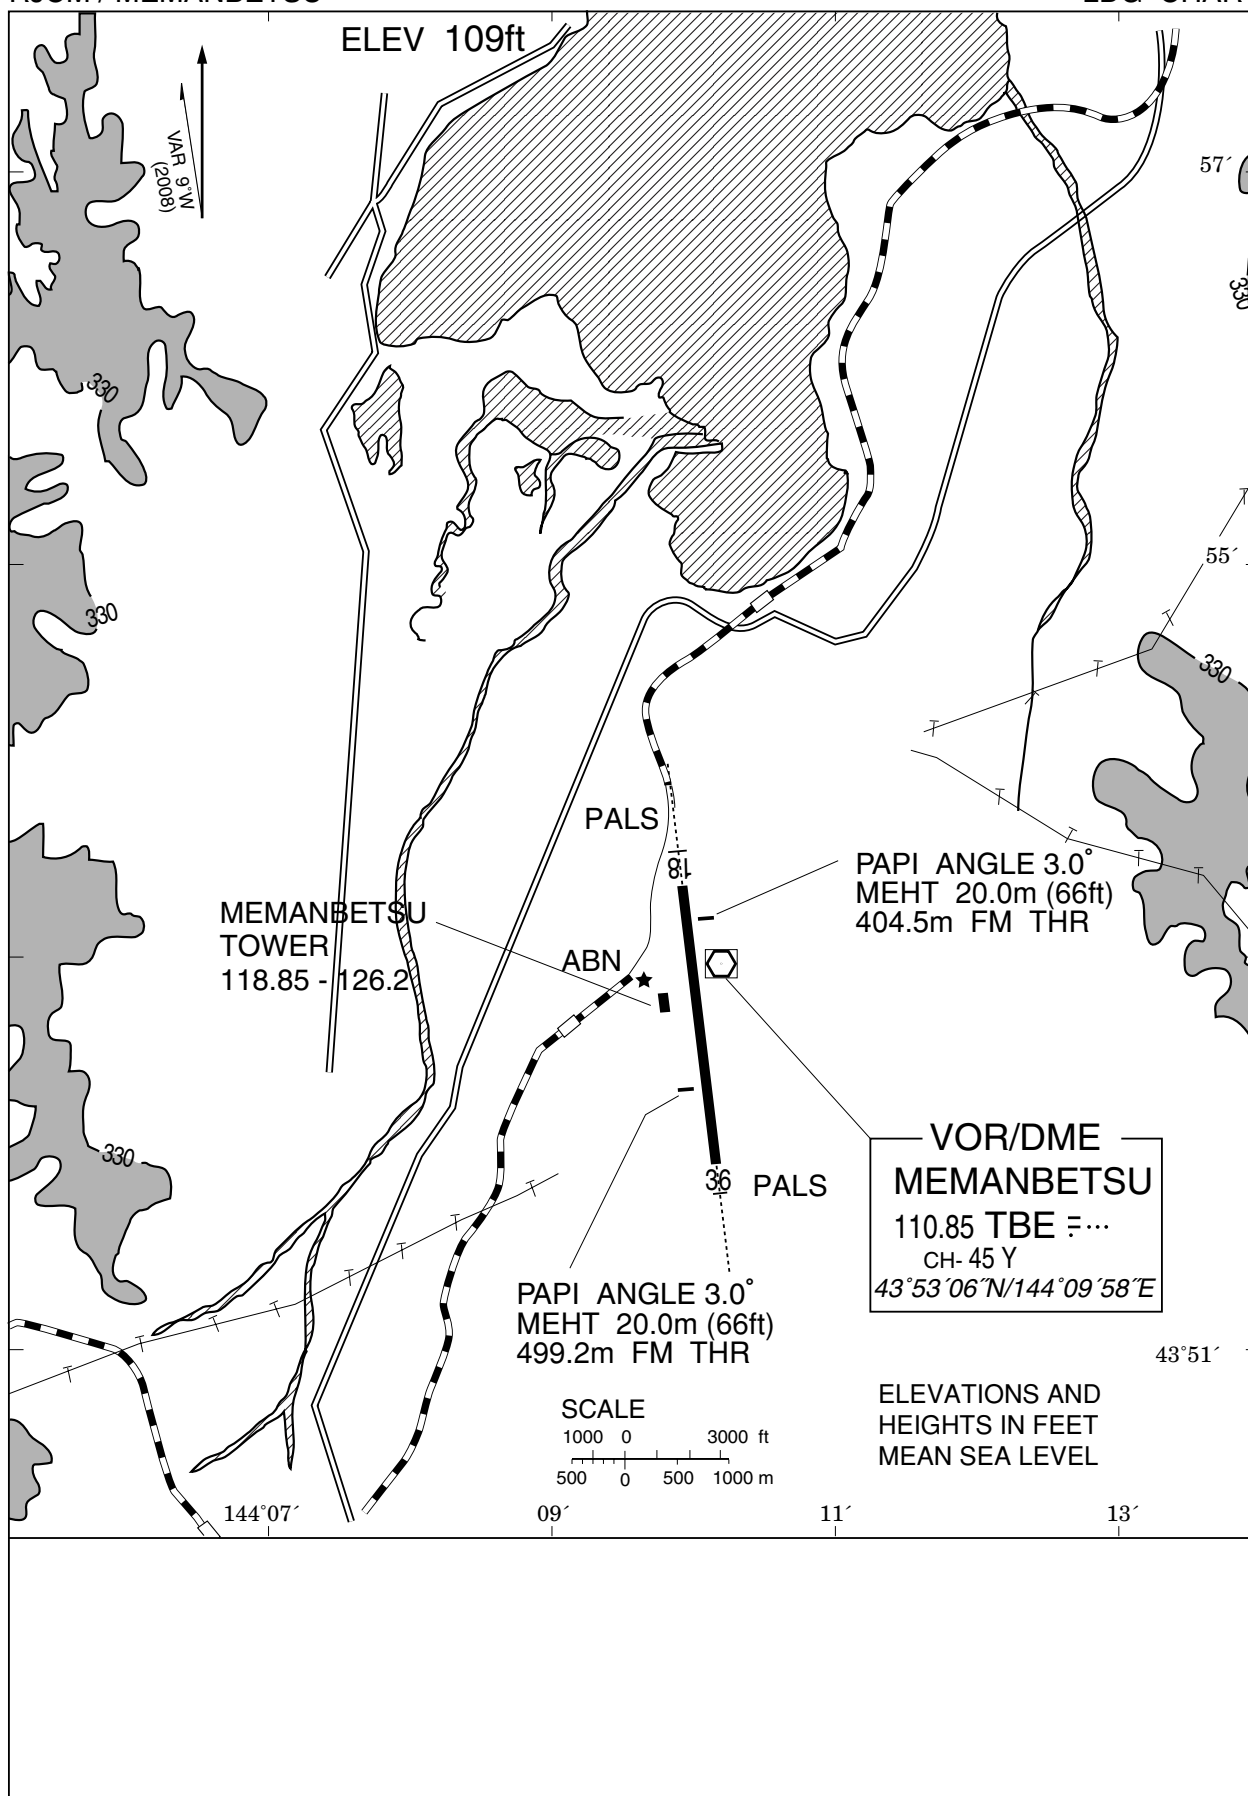 ELEV 109ft
VAR 9°W
(2008)
57´
330
330
55´
330
330
PALS
18
PAPI ANGLE 3.0°
MEHT 20.0m (66ft)
404.5m FM THR
MEMANBETSU
TOWER
118.85 - 126.2
ABN
VOR/DME
MEMANBETSU
110.85 TBE
CH- 45 Y
43°53´06˝N/144°09´58˝E
330
36
PALS
PAPI ANGLE 3.0°
MEHT 20.0m (66ft)
499.2m FM THR
43°51´
ELEVATIONS AND
HEIGHTS IN FEET
MEAN SEA LEVEL
SCALE
1000 0 3000 ft
500 0 500 1000 m
144°07´ 09´ 11´ 13´